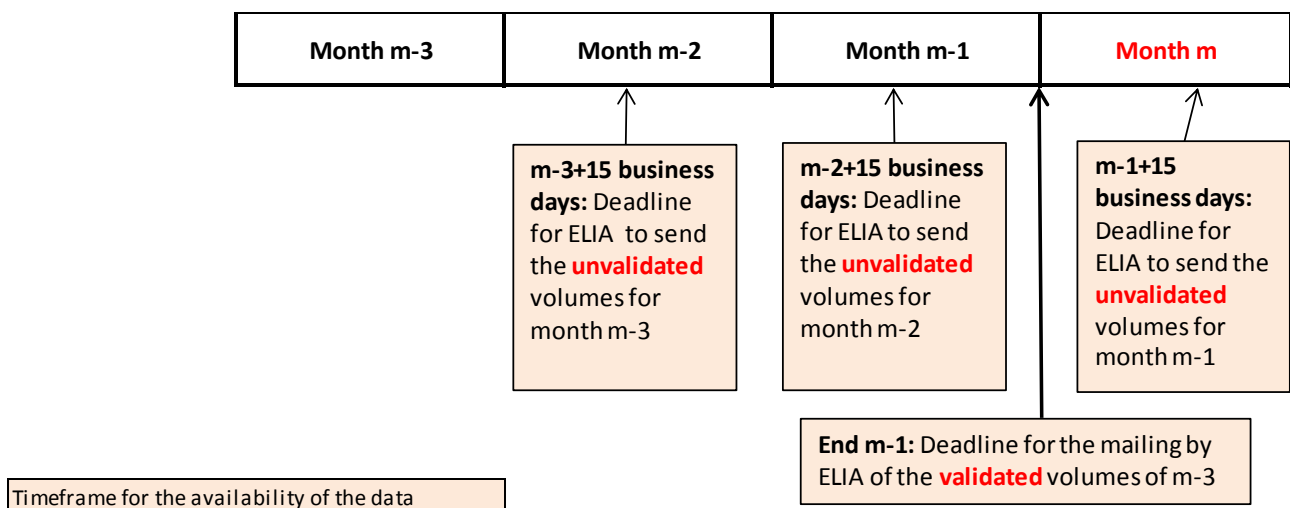 Month m-3
Month m-2
Month m-1
Month m
m-3+15 business
days: Deadline
for ELIA to send
the unvalidated
volumes for
month m-3
m-2+15 business
days: Deadline
for ELIA to send
the unvalidated
volumes for
month m-2
m-1+15
business days:
Deadline for
ELIA to send the
unvalidated
volumes for
month m-1
End m-1: Deadline for the mailing by
ELIA of the validated volumes of m-3
Timeframe for the availability of the data